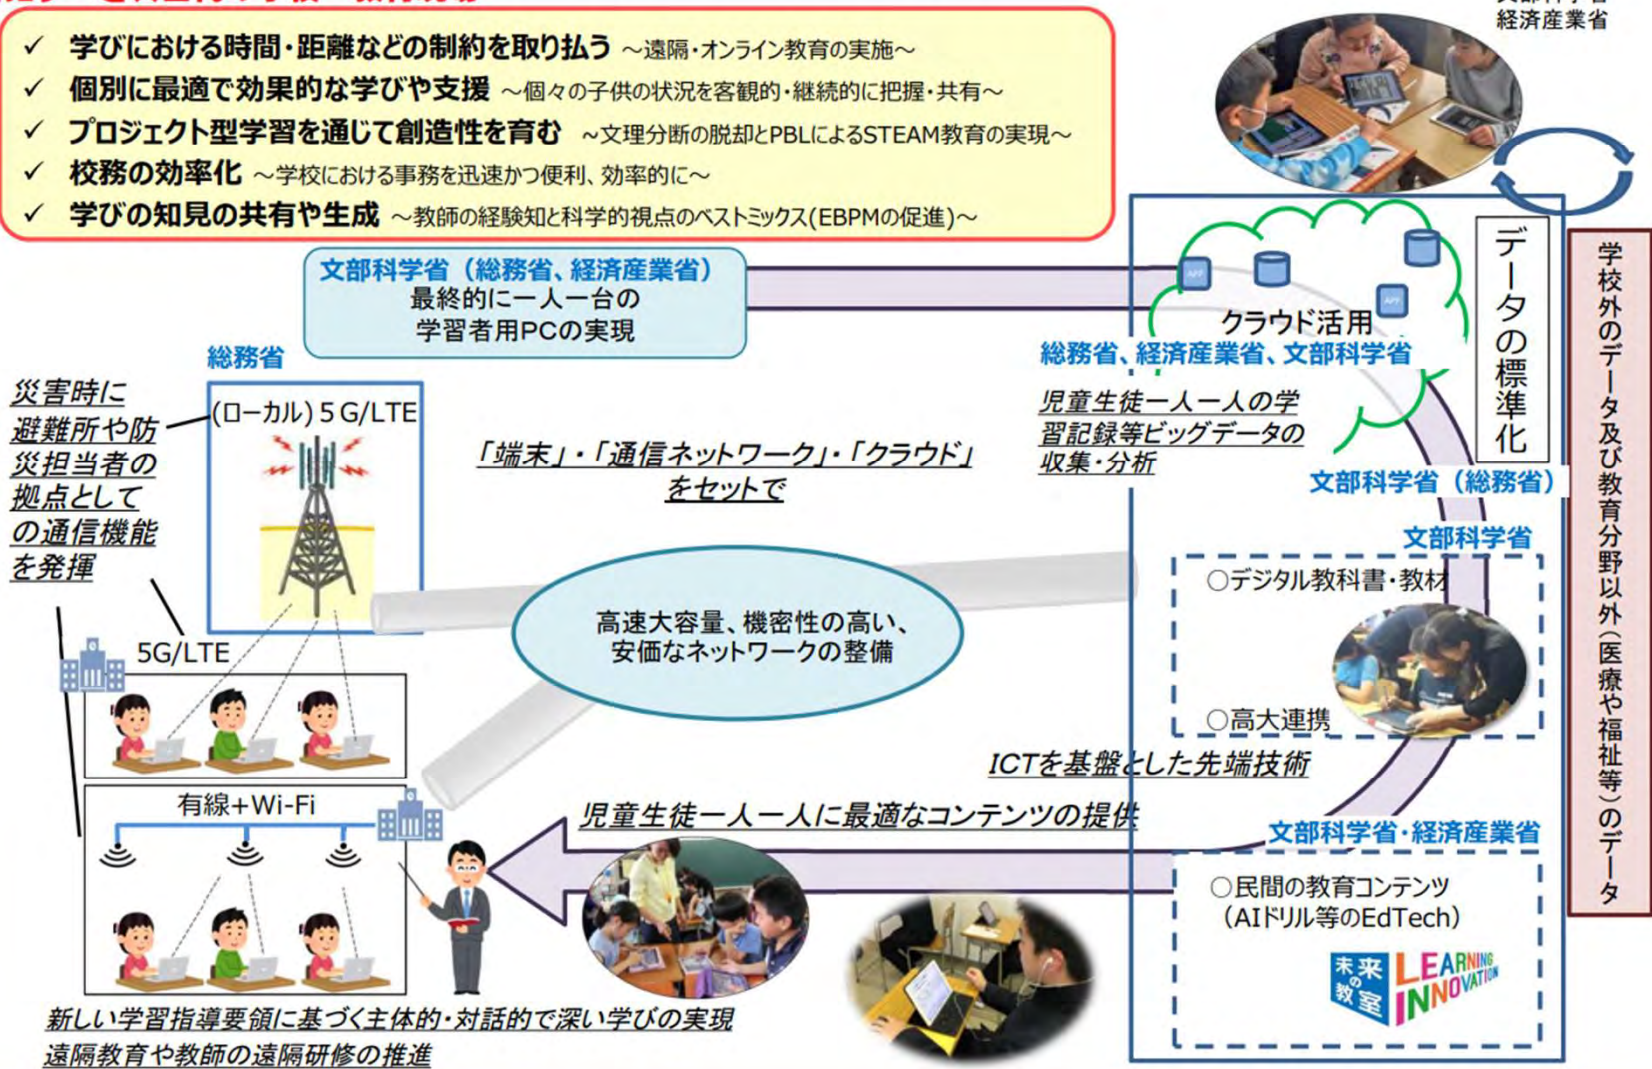 文部科学省
経済産業省
✓ 学びにおける時間・距離などの制約を取り払う ～遠隔・オンライン教育の実施～
✓ 個別に最適で効果的な学びや支援 ～個々の子供の状況を客観的・継続的に把握・共有～
✓ プロジェクト型学習を通じて創造性を育む ~文理分断の脱却とPBLによるSTEAM教育の実現～
✓ 校務の効率化 ～学校における事務を迅速かつ便利、効率的に～
✓ 学びの知見の共有や生成 ～教師の経験知と科学的視点のベストミックス(EBPMの促進)～
文部科学省（総務省、経済産業省）
最終的に一人一台の
学習者用PCの実現
APP
APP
クラウド活用
総務省、経済産業省、文部科学省
児童生徒一人一人の学
習記録等ビッグデータの
収集・分析
データの標準化
文部科学省（総務省）
学校外のデータ及び教育分野以外（医療や福祉等）のデータ
総務省
(ローカル) 5 G/LTE
災害時に
避難所や防
災担当者の
拠点として
の通信機能
を発揮
「端末」・「通信ネットワーク」・「クラウド」
をセットで
高速大容量、機密性の高い、
安価なネットワークの整備
5G/LTE
有線+Wi-Fi
文部科学省
○デジタル教科書・教材
○高大連携
ICTを基盤とした先端技術
児童生徒一人一人に最適なコンテンツの提供
文部科学省・経済産業省
○民間の教育コンテンツ
（AIドリル等のEdTech）
未来の教室
LEARNING
INNOVATION
新しい学習指導要領に基づく主体的・対話的で深い学びの実現
遠隔教育や教師の遠隔研修の推進